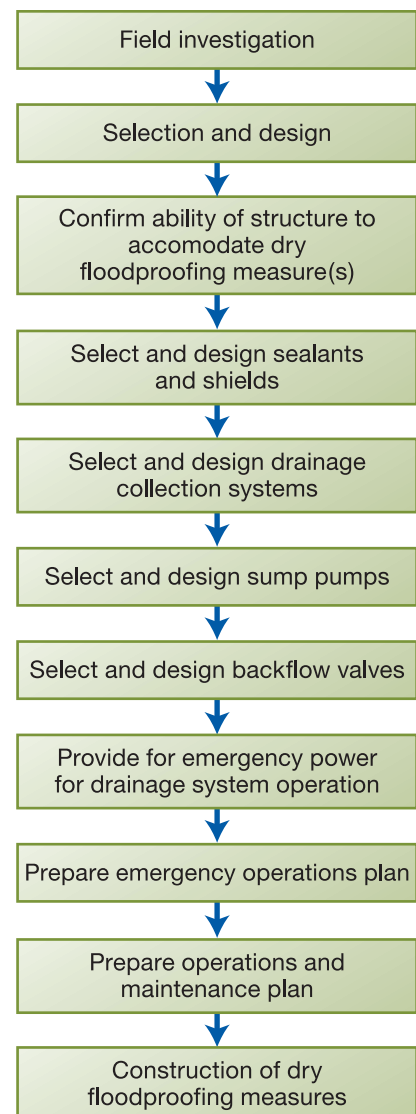 Field investigation
Selection and design
Confirm ability of structure to
accomodate dry
floodproofing measure(s)
Select and design sealants
and shields
Select and design drainage
collection systems
Select and design sump pumps
Select and design backflow valves
Provide for emergency power
for drainage system operation
Prepare emergency operations plan
Prepare operations and
maintenance plan
Construction of dry
floodproofing measures